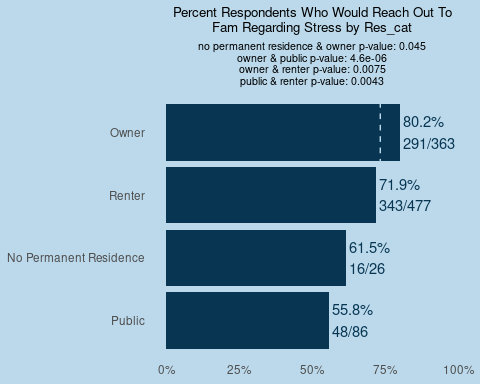 Percent Respondents Who Would Reach Out To
Fam Regarding Stress by Res_cat
no permanent residence & owner p-value: 0.045
owner & public p-value: 4.6e-06
owner & renter p-value: 0.0075
public & renter p-value: 0.0043
Owner
80.2%
291/363
Renter
71.9%
343/477
No Permanent Residence
61.5%
16/26
Public
55.8%
48/86
0% 25% 50% 75% 100%